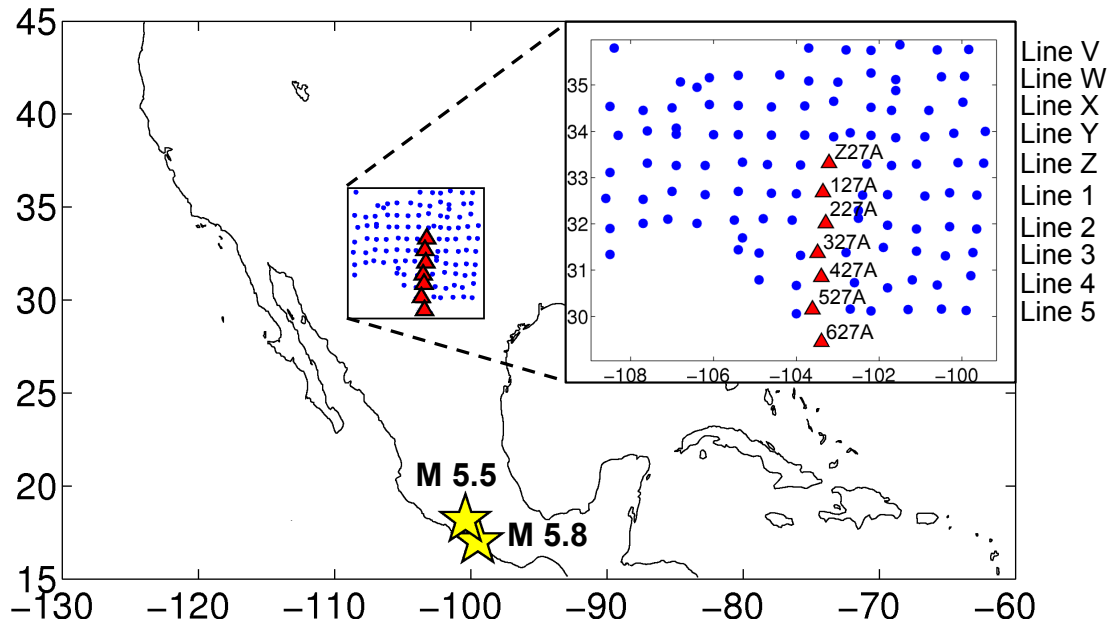 45
40
35
30
25
20
15
−130
−120
−110
−100
−90
−80
−70
−60
M 5.5
M 5.8
35
34
33
32
31
30
−108
−106
−104
−102
−100
Z27A
127A
227A
327A
427A
527A
627A
Line V
Line W
Line X
Line Y
Line Z
Line 1
Line 2
Line 3
Line 4
Line 5